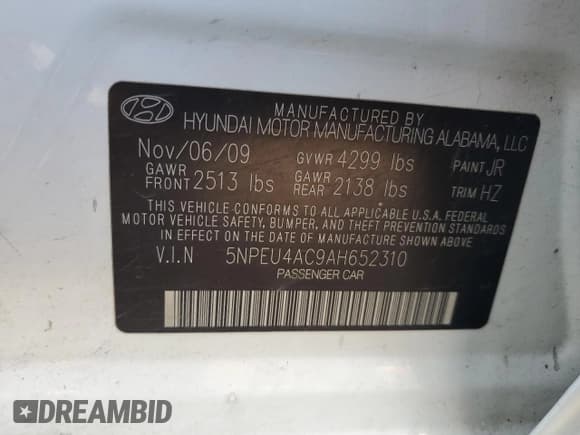 MANUFACTURED BY
HYUNDAI MOTOR MANUFACTURING ALABAMA, LLC
Nov/06/09 GVWR 4299 lbs PAINT JR
GAWR FRONT 2513 lbs GAWR REAR 2138 lbs TRIM HZ
THIS VEHICLE CONFORMS TO ALL APPLICABLE U.S.A. FEDERAL
MOTOR VEHICLE SAFETY, BUMPER, AND THEFT PREVENTION STANDARDS
IN EFFECT ON THE DATE OF MANUFACTURE SHOWN ABOVE
V.I.N 5NPEU4AC9AH652310
PASSENGER CAR
DREAMBID